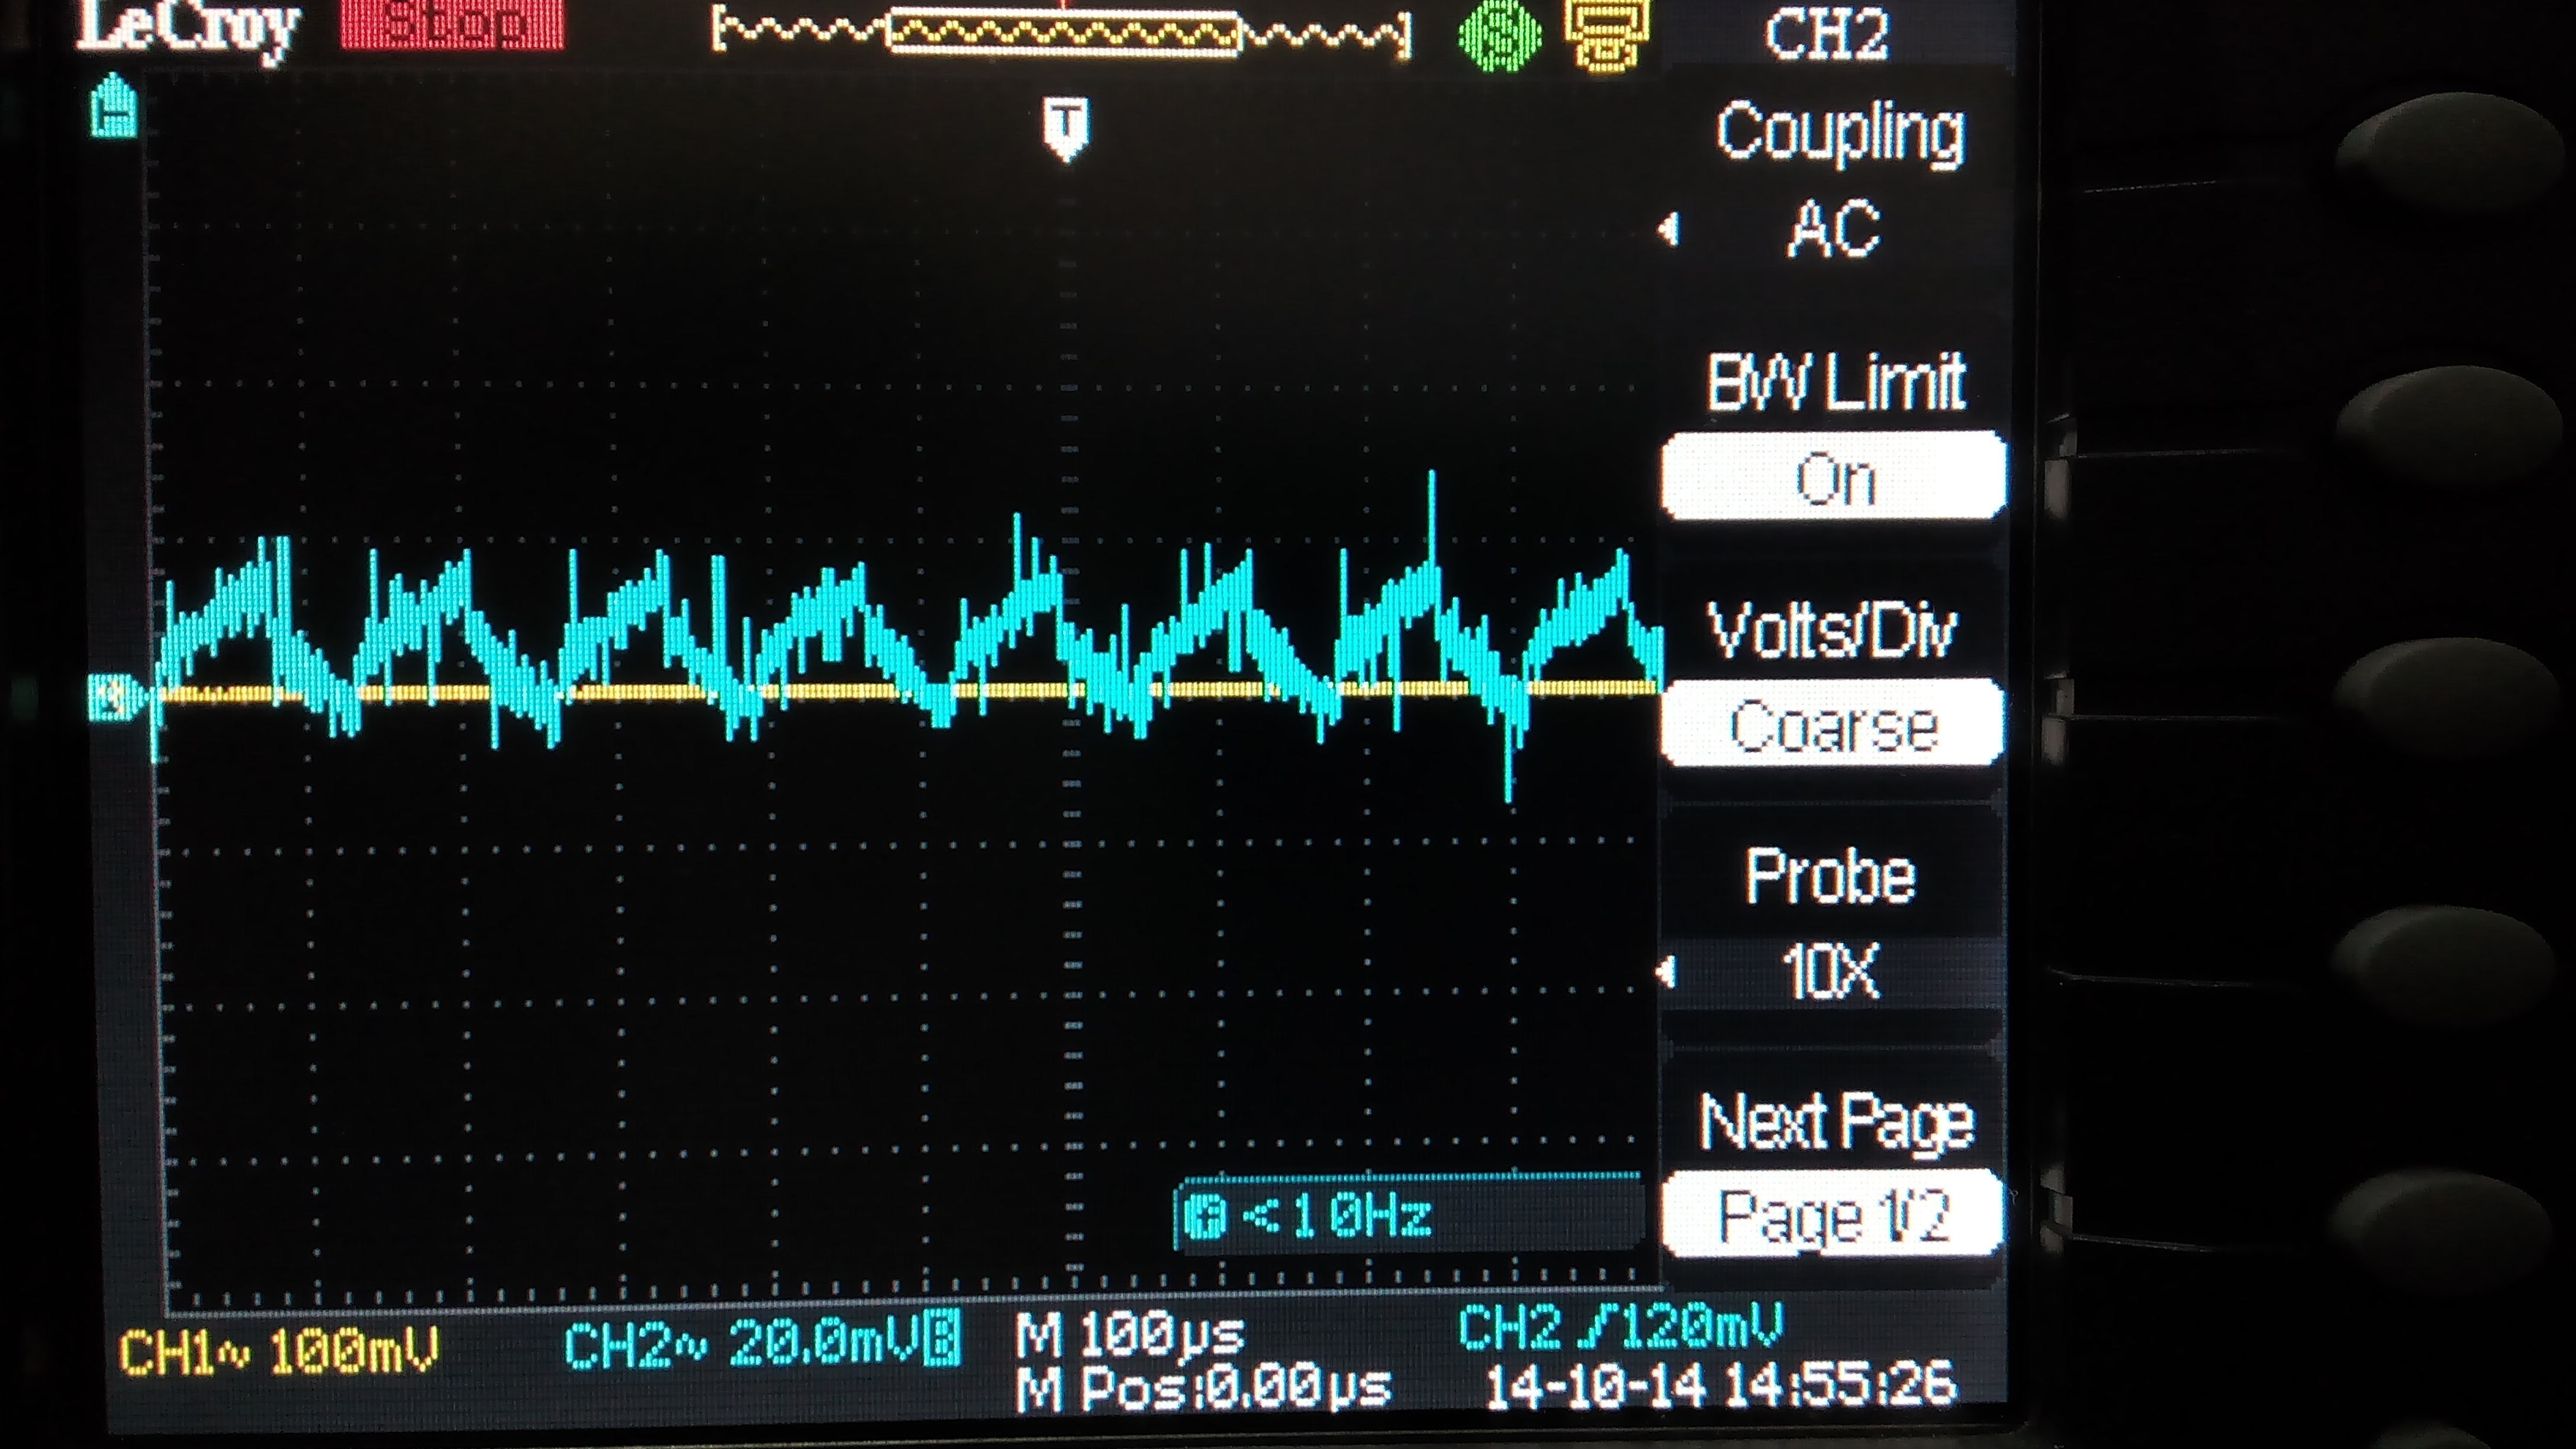 LeCroy Stop CH2
T
Coupling
AC
BW Limit
On
Volts/Div
Coarse
Probe
10X
Next Page
Page 1/2
<10Hz
CH1~ 100mV CH2~ 20.0mV B M 100µs CH2 /120mV
M Pos:0.00µs 14-10-14 14:55:26